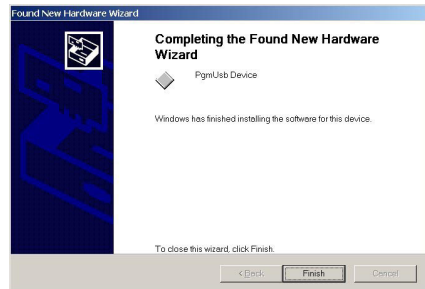 Found New Hardware Wizard
Completing the Found New Hardware
Wizard
PgmUsb Device
Windows has finished installing the software for this device.
To close this wizard, click Finish.
< Back
Finish
Cancel